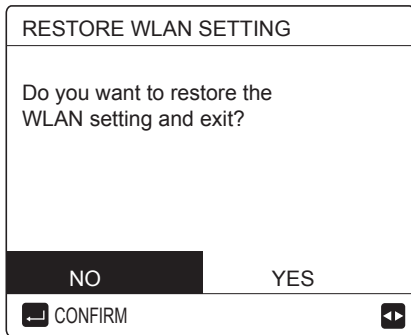 RESTORE WLAN SETTING
Do you want to restore the
WLAN setting and exit?
NO YES
CONFIRM